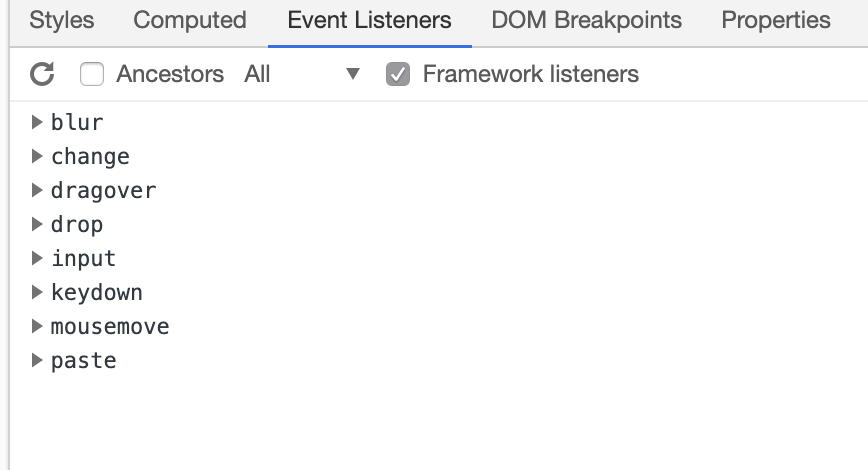 Styles Computed Event Listeners DOM Breakpoints Properties
Ancestors All Framework listeners
blur
change
dragover
drop
input
keydown
mousemove
paste